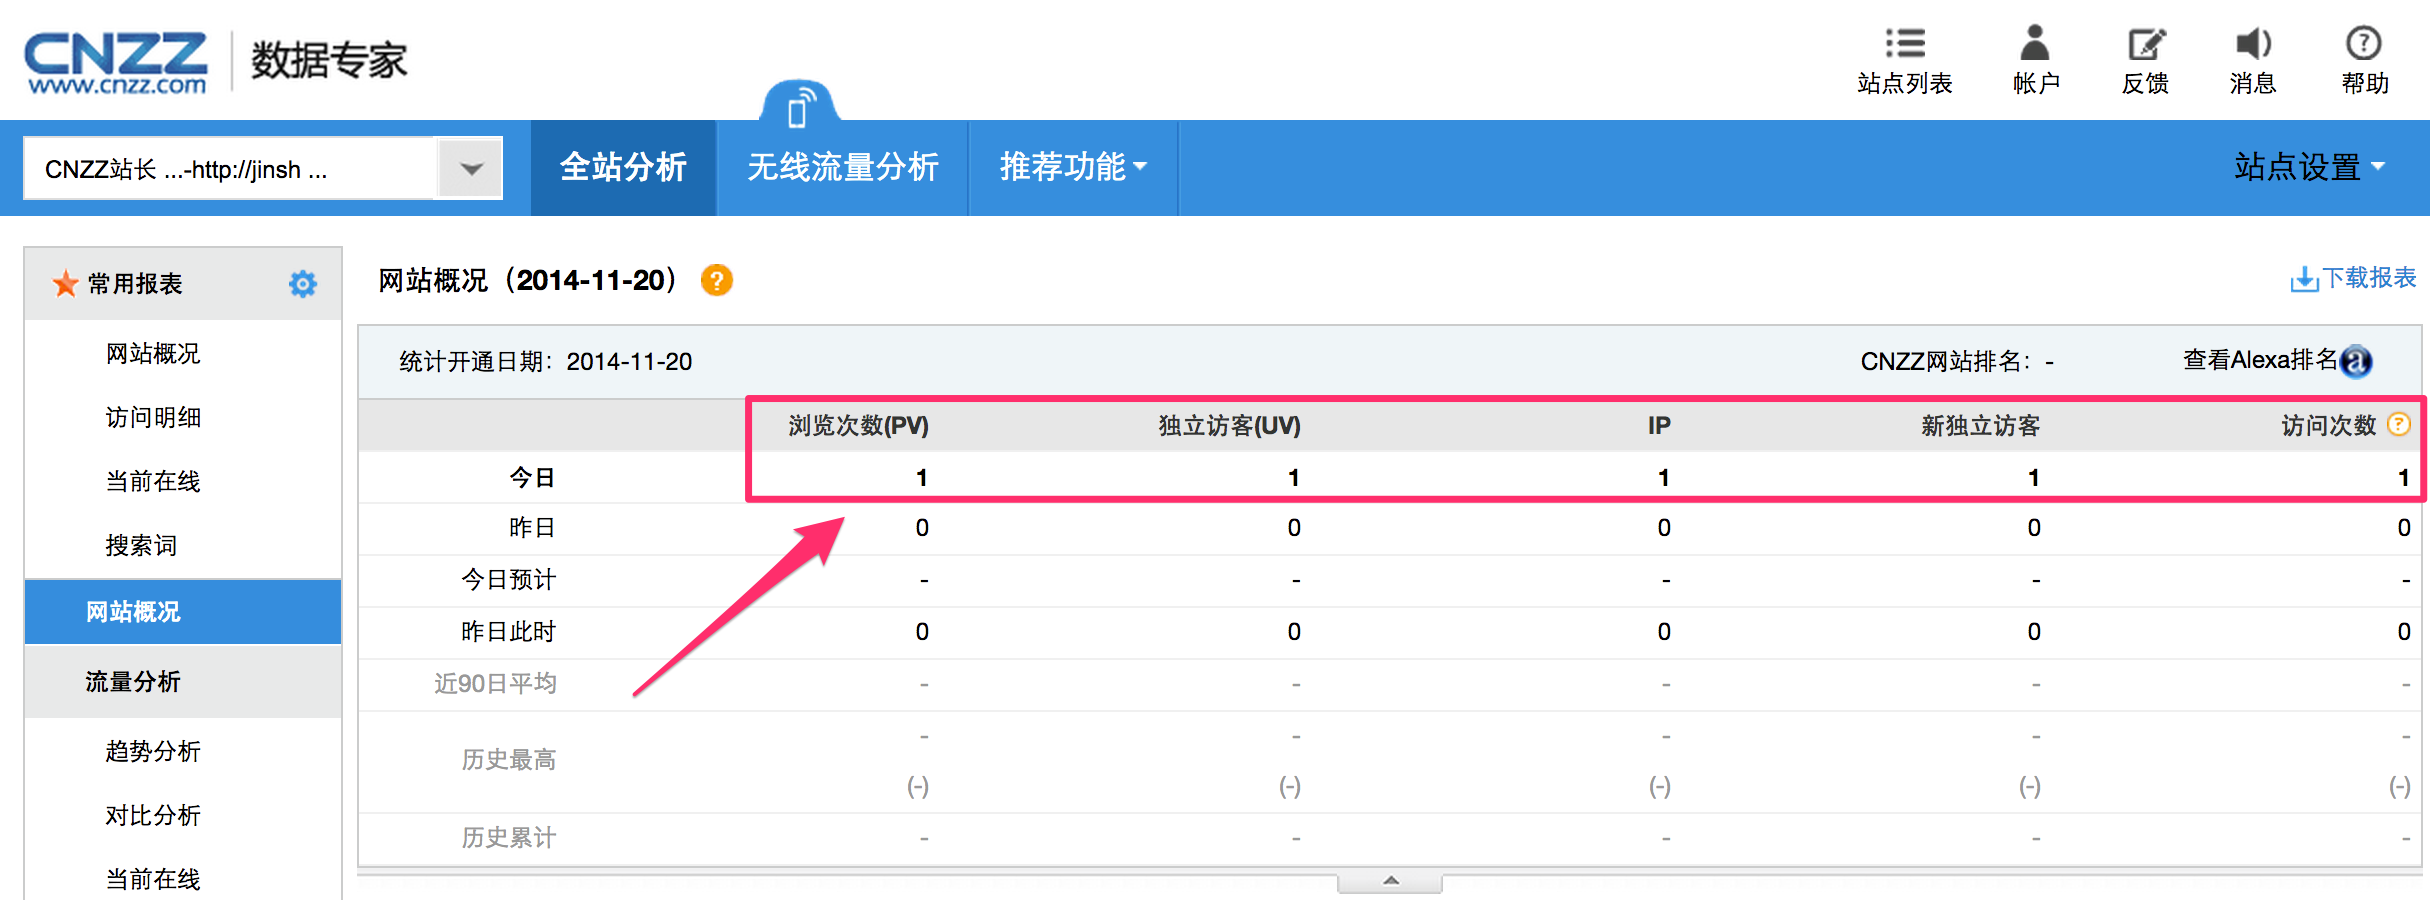 CNZZ 数据专家
www.cnzz.com
站点列表 帐户 反馈 消息 帮助
CNZZ站长 ...-http://jinsh ... 全站分析 无线流量分析 推荐功能 站点设置
常用报表
网站概况
访问明细
当前在线
搜索词
网站概况
流量分析
趋势分析
对比分析
当前在线
网站概况（2014-11-20） ? 下载报表
统计开通日期：2014-11-20 CNZZ网站排名：- 查看Alexa排名 a
浏览次数(PV) 独立访客(UV) IP 新独立访客 访问次数 ?
今日 1 1 1 1 1
昨日 0 0 0 0 0
今日预计 - - - - -
昨日此时 0 0 0 0 0
近90日平均 - - - - -
历史最高 - - - - -
(-) (-) (-) (-) (-)
历史累计 - - - - -